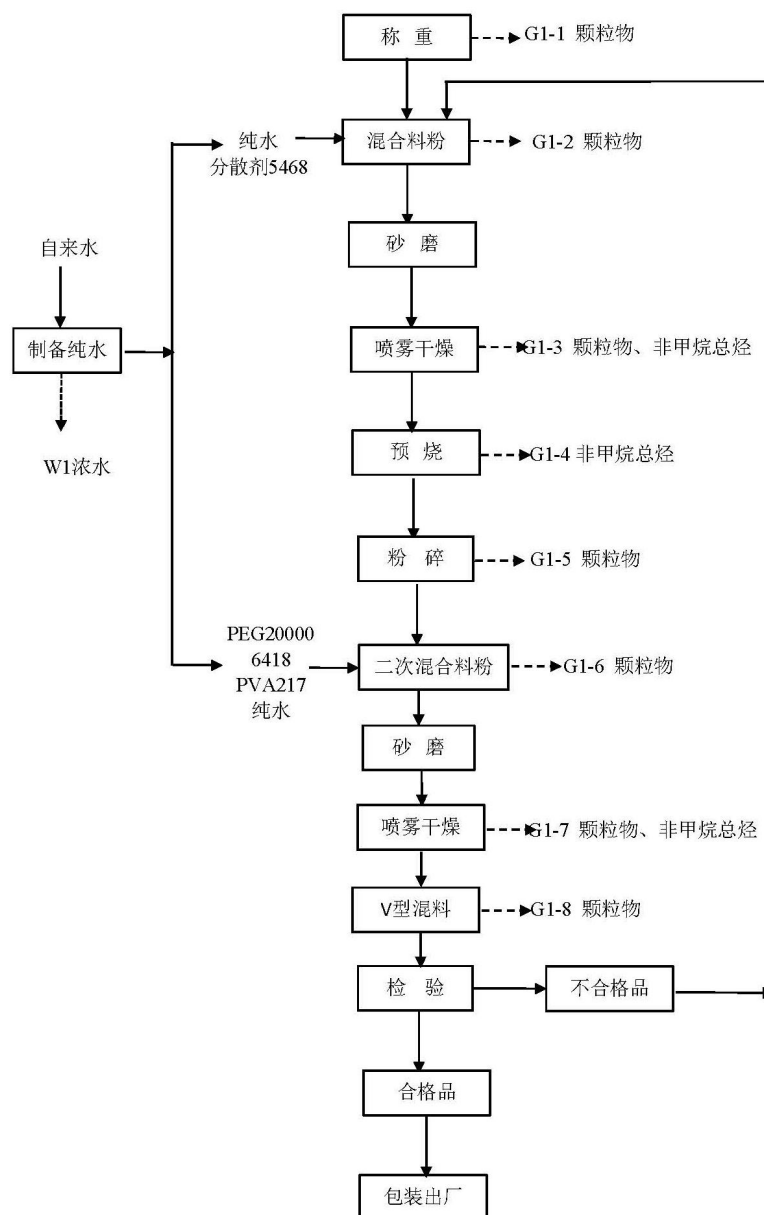 称 重
G1-1 颗粒物
纯水
分散剂5468
混合料粉
G1-2 颗粒物
砂 磨
自来水
制备纯水
喷雾干燥
G1-3 颗粒物、非甲烷总烃
W1浓水
预 烧
G1-4 非甲烷总烃
粉 碎
G1-5 颗粒物
PEG20000
6418
PVA217
纯水
二次混合料粉
G1-6 颗粒物
砂 磨
喷雾干燥
G1-7 颗粒物、非甲烷总烃
V型混料
G1-8 颗粒物
检 验
不合格品
合格品
包装出厂